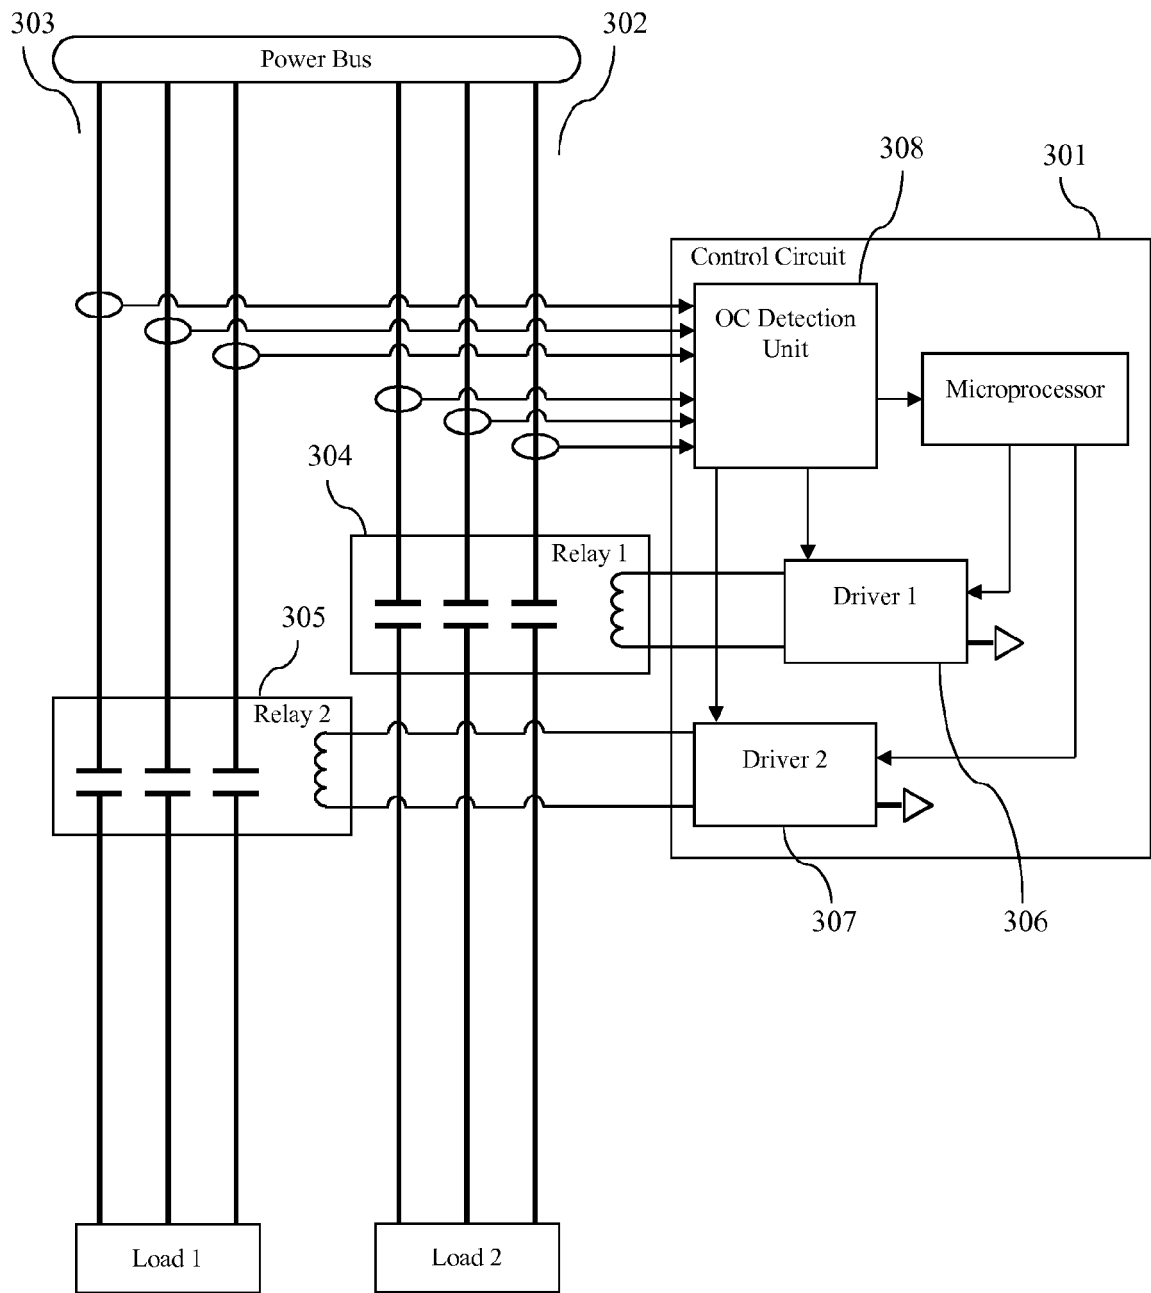 303
302
Power Bus
308
301
Control Circuit
OC Detection
Unit
Microprocessor
304
Relay 1
Driver 1
305
Relay 2
Driver 2
307
306
Load 1
Load 2